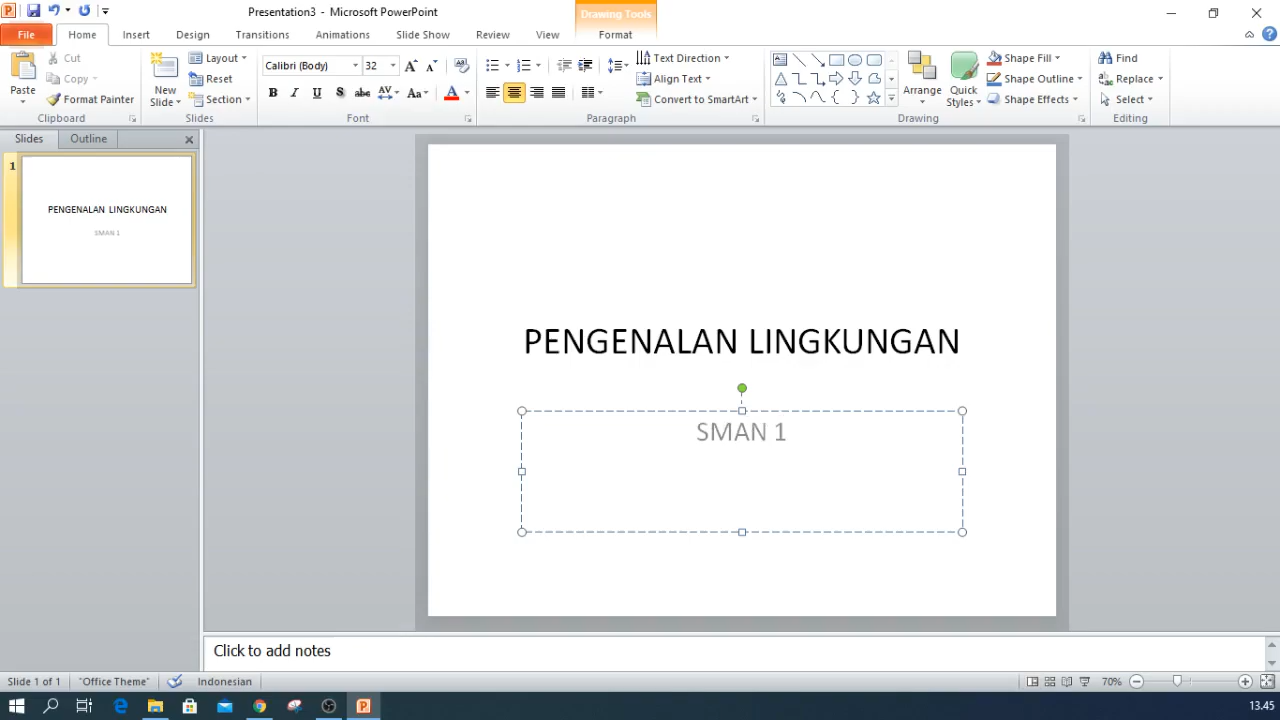 Presentation3 - Microsoft PowerPoint
Drawing Tools
File Home Insert Design Transitions Animations Slide Show Review View Format
Paste
Cut
Copy
Format Painter
Clipboard
New Slide
Layout
Reset
Section
Slides
Calibri (Body) 32
B I U S abc AV Aa A
Font
Text Direction
Align Text
Convert to SmartArt
Paragraph
Arrange
Quick Styles
Shape Fill
Shape Outline
Shape Effects
Drawing
Find
Replace
Select
Editing
Slides Outline
1
PENGENALAN LINGKUNGAN
SMAN 1
PENGENALAN LINGKUNGAN
SMAN 1
Click to add notes
Slide 1 of 1 "Office Theme" Indonesian 70%
13.45